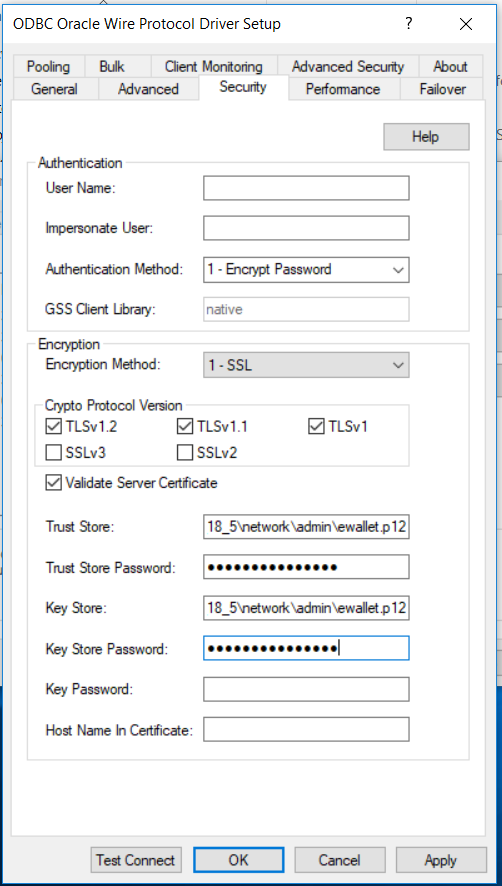 ODBC Oracle Wire Protocol Driver Setup ?
Pooling Bulk Client Monitoring Advanced Security About
General Advanced Security Performance Failover
Help
Authentication
User Name:
Impersonate User:
Authentication Method: 1 - Encrypt Password
GSS Client Library: native
Encryption
Encryption Method: 1 - SSL
Crypto Protocol Version
TLSv1.2 TLSv1.1 TLSv1
SSLv3 SSLv2
Validate Server Certificate
Trust Store: 18_5\network\admin\ewallet.p12
Trust Store Password: ●●●●●●●●●●●●●●●
Key Store: 18_5\network\admin\ewallet.p12
Key Store Password: ●●●●●●●●●●●●●●●
Key Password:
Host Name In Certificate:
Test Connect OK Cancel Apply